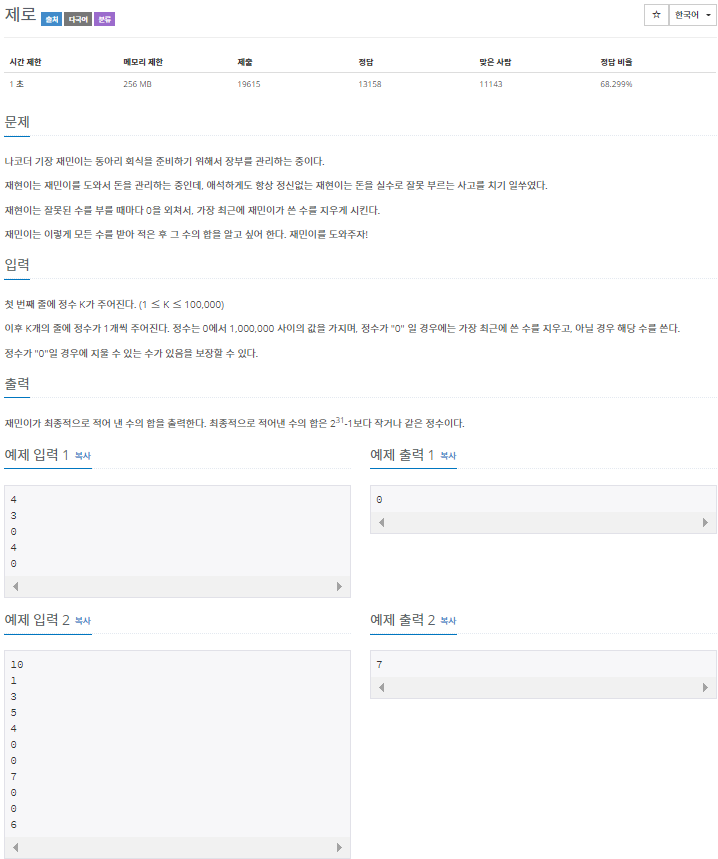 제로 출처 다국어 분류
☆ 한국어
시간 제한 메모리 제한 제출 정답 맞은 사람 정답 비율
1 초 256 MB 19615 13158 11143 68.299%
문제
나코더 기장 재민이는 동아리 회식을 준비하기 위해서 장부를 관리하는 중이다.
재현이는 재민이를 도와서 돈을 관리하는 중인데, 애석하게도 항상 정신없는 재현이는 돈을 실수로 잘못 부르는 사고를 치기 일쑤였다.
재현이는 잘못된 수를 부를 때마다 0을 외쳐서, 가장 최근에 재민이가 쓴 수를 지우게 시킨다.
재민이는 이렇게 모든 수를 받아 적은 후 그 수의 합을 알고 싶어 한다. 재민이를 도와주자!
입력
첫 번째 줄에 정수 K가 주어진다. (1 ≤ K ≤ 100,000)
이후 K개의 줄에 정수가 1개씩 주어진다. 정수는 0에서 1,000,000 사이의 값을 가지며, 정수가 "0" 일 경우에는 가장 최근에 쓴 수를 지우고, 아닐 경우 해당 수를 쓴다.
정수가 "0"일 경우에 지울 수 있는 수가 있음을 보장할 수 있다.
출력
재민이가 최종적으로 적어 낸 수의 합을 출력한다. 최종적으로 적어낸 수의 합은 2³¹-1보다 작거나 같은 정수이다.
예제 입력 1 복사
4
3
0
4
0
예제 출력 1 복사
0
예제 입력 2 복사
10
1
3
5
4
0
0
7
0
0
6
예제 출력 2 복사
7